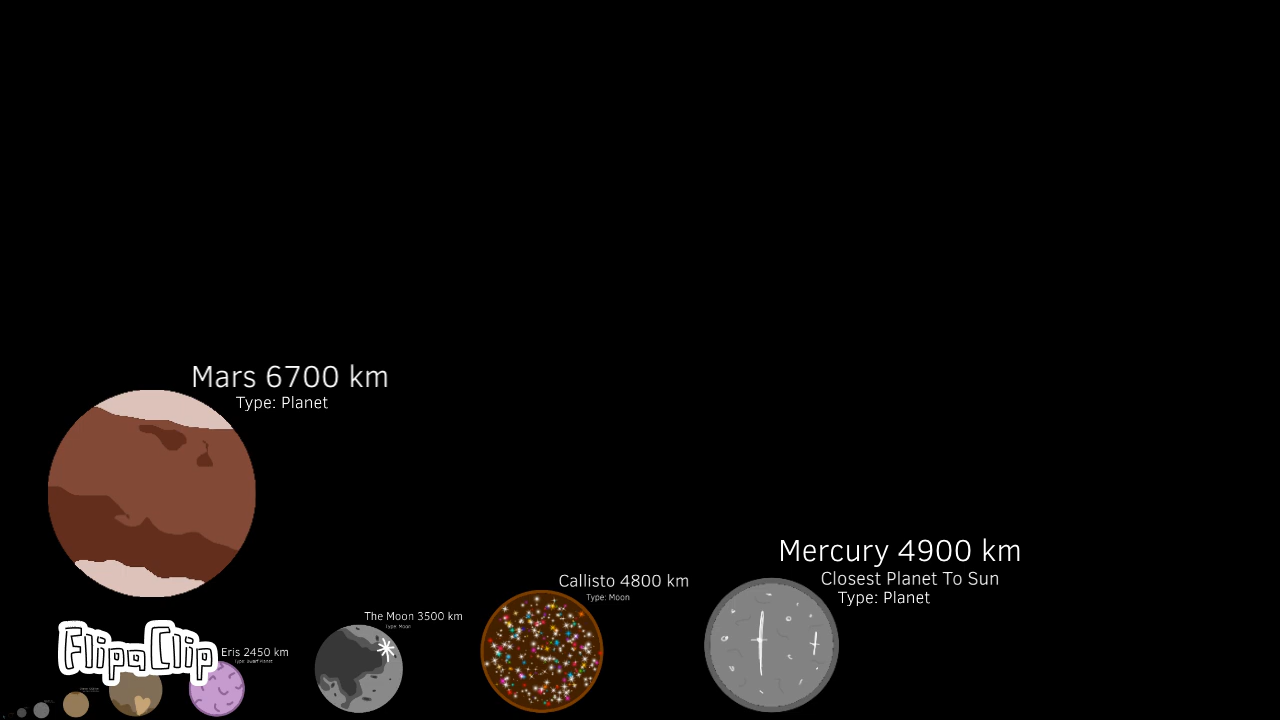 Mars 6700 km
Type: Planet
Mercury 4900 km
Closest Planet To Sun
Type: Planet
Callisto 4800 km
Type: Moon
The Moon 3500 km
Type: Moon
Eris 2450 km
Type: Dwarf Planet
FlipaClip